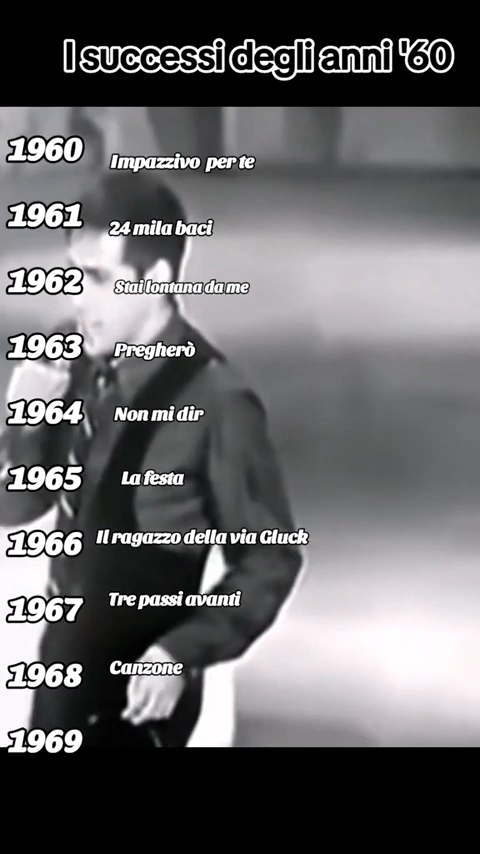 I successi degli anni '60
1960 Impazzivo per te
1961 24 mila baci
1962 Stai lontana da me
1963 Pregherò
1964 Non mi dir
1965 La festa
1966 Il ragazzo della via Gluck
1967 Tre passi avanti
1968 Canzone
1969